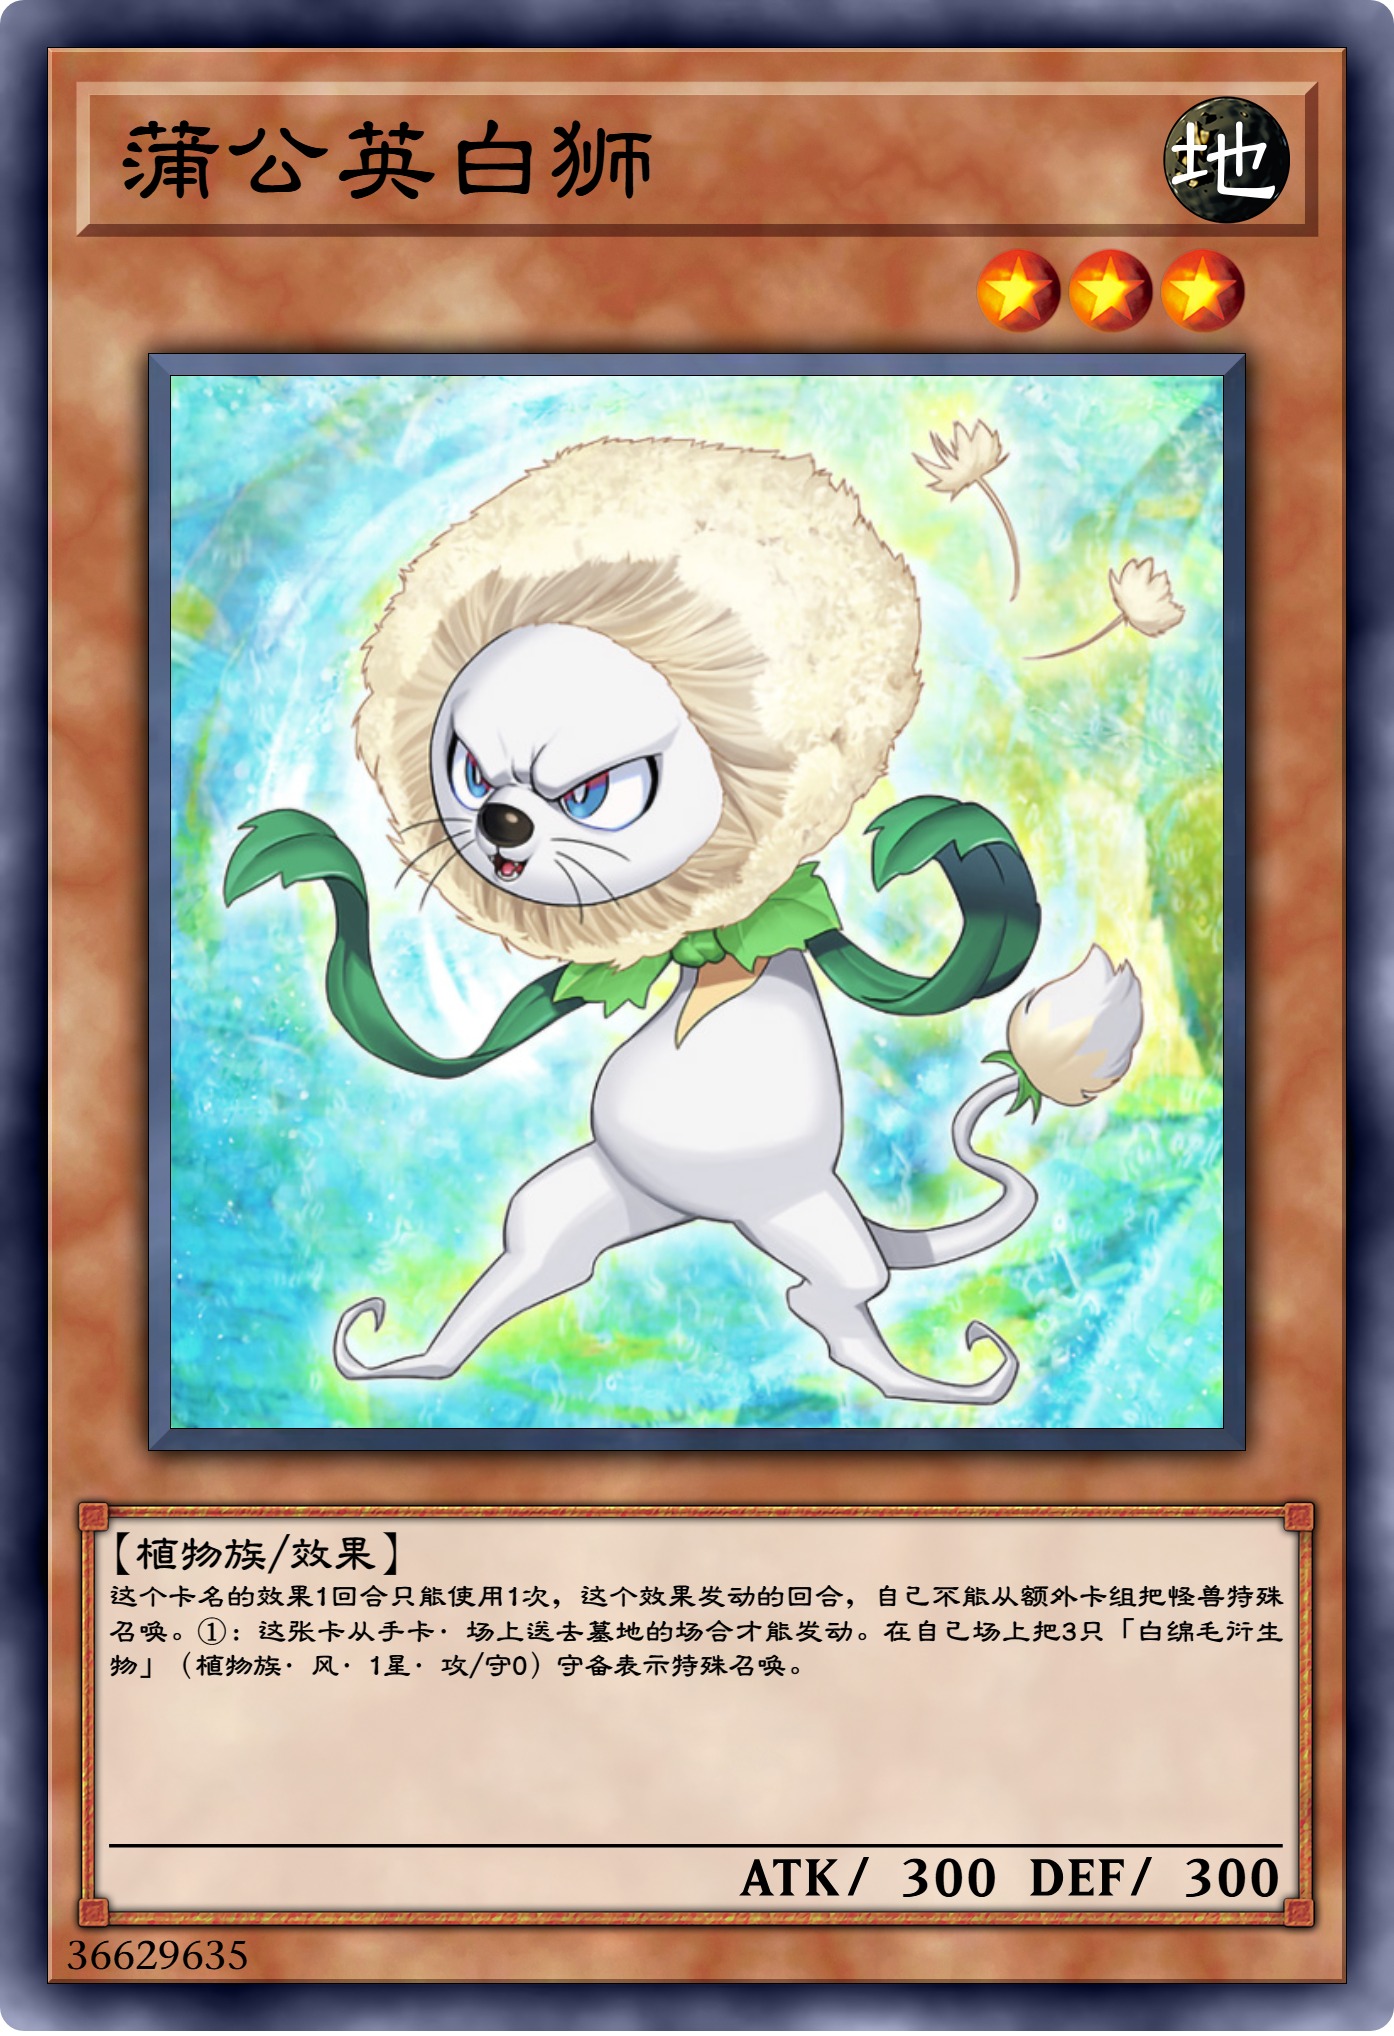 蒲公英白狮
地
【植物族/效果】
这个卡名的效果1回合只能使用1次，这个效果发动的回合，自己不能从额外卡组把怪兽特殊
召唤。①：这张卡从手卡·场上送去墓地的场合才能发动。在自己场上把3只「白绵毛衍生
物」（植物族·风·1星·攻/守0）守备表示特殊召唤。
ATK/ 300 DEF/ 300
36629635